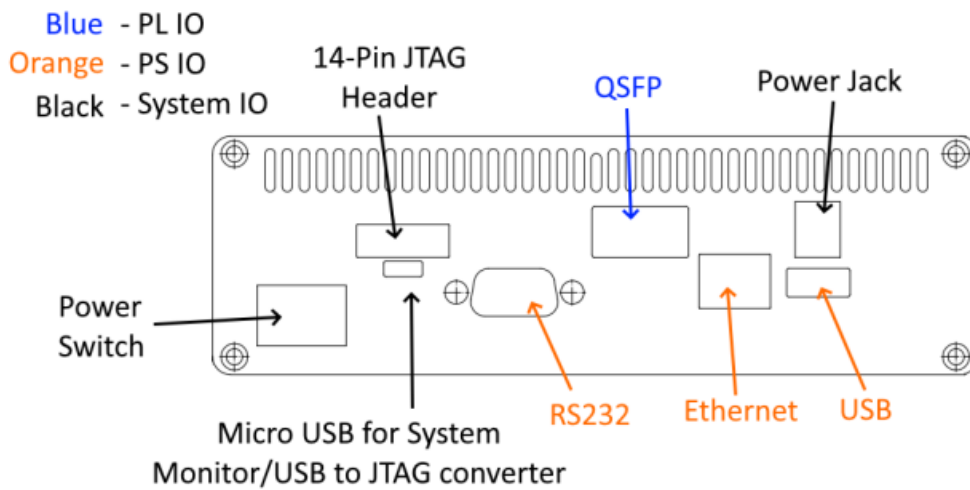 Blue - PL IO
Orange - PS IO
Black - System IO
14-Pin JTAG
Header
QSFP
Power Jack
Power
Switch
RS232
Ethernet
USB
Micro USB for System
Monitor/USB to JTAG converter